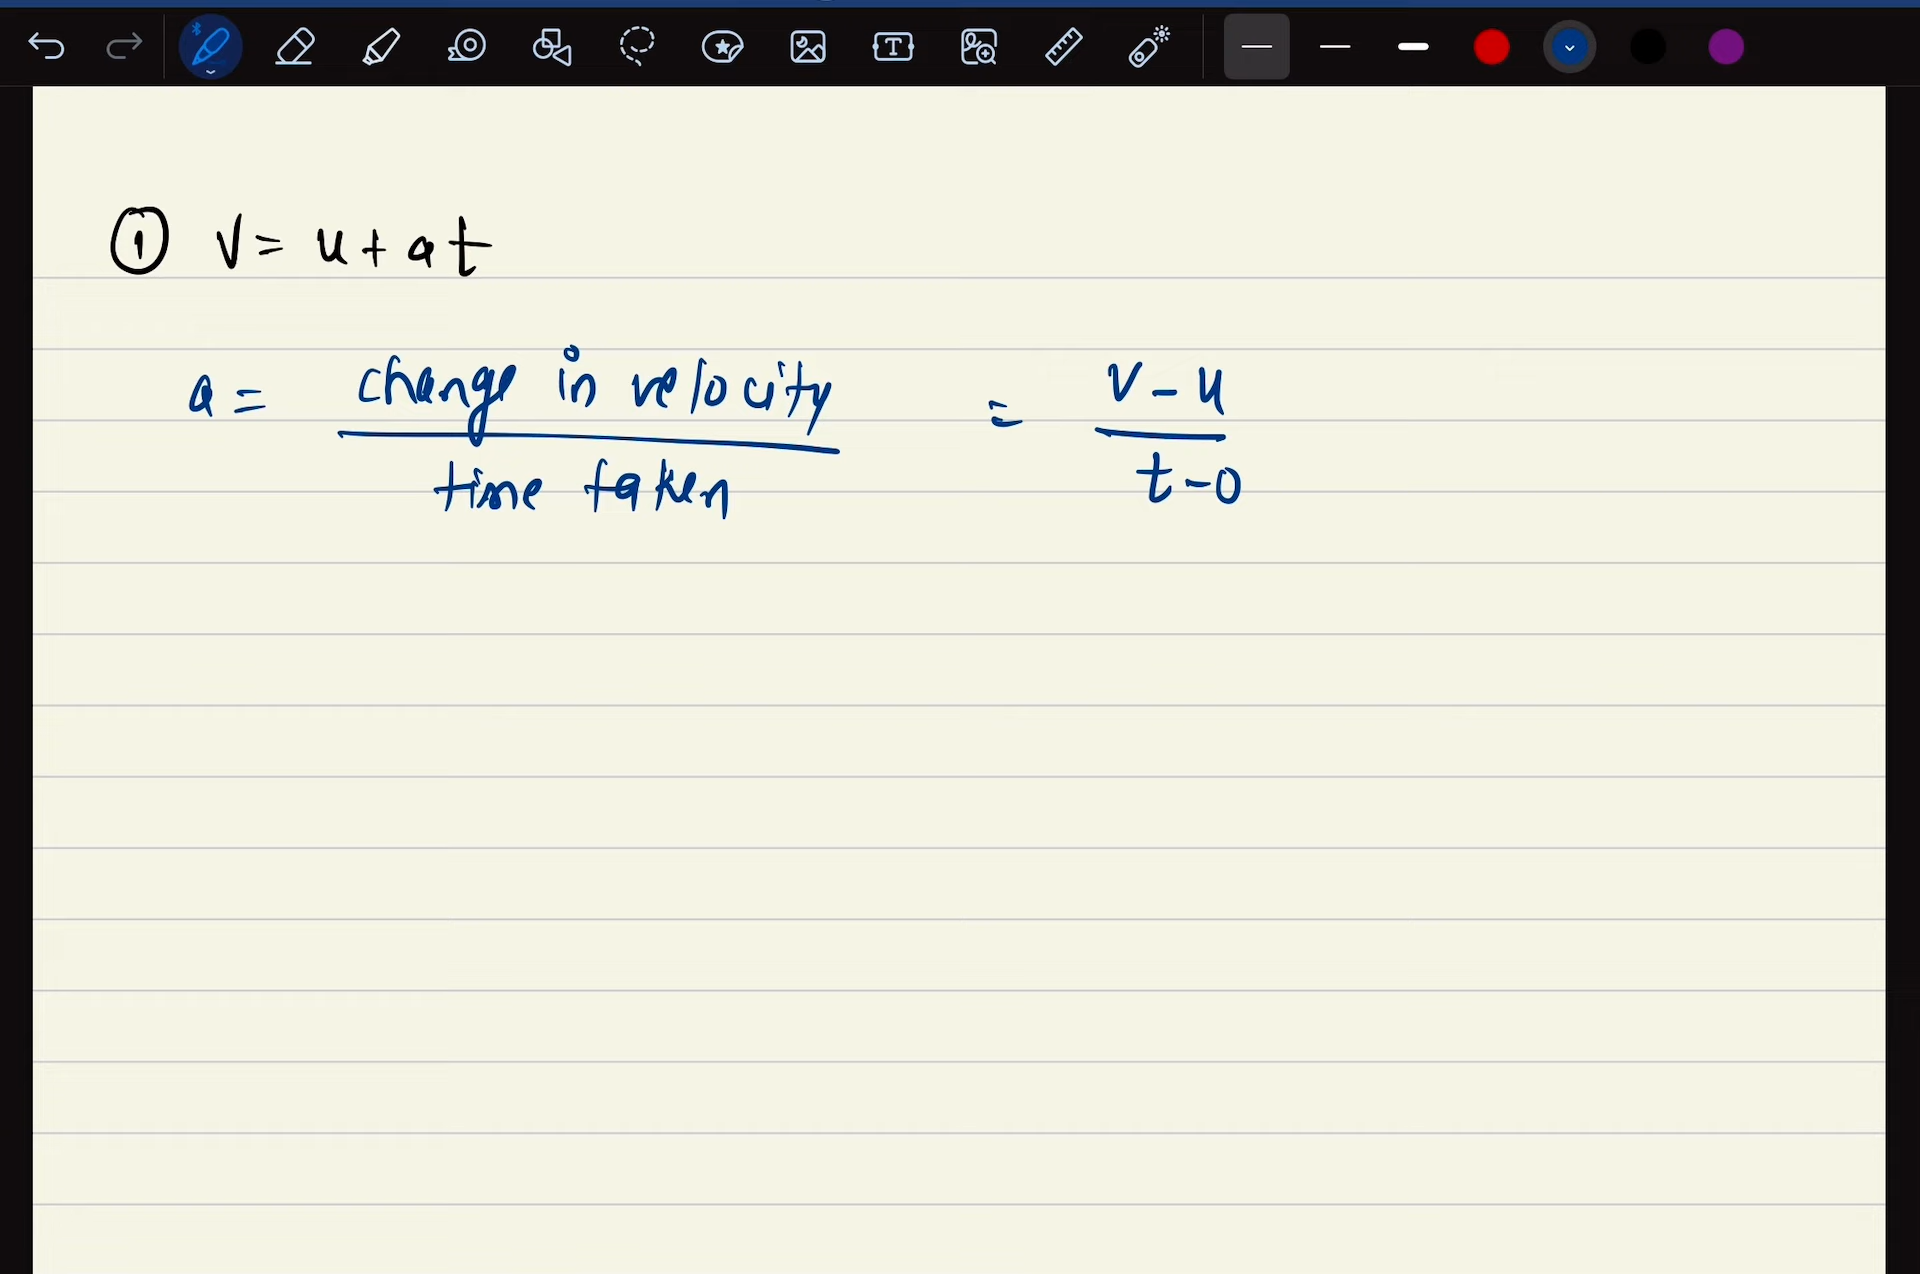 ① v = u + at
a = change in velocity / time taken = v - u / t - 0